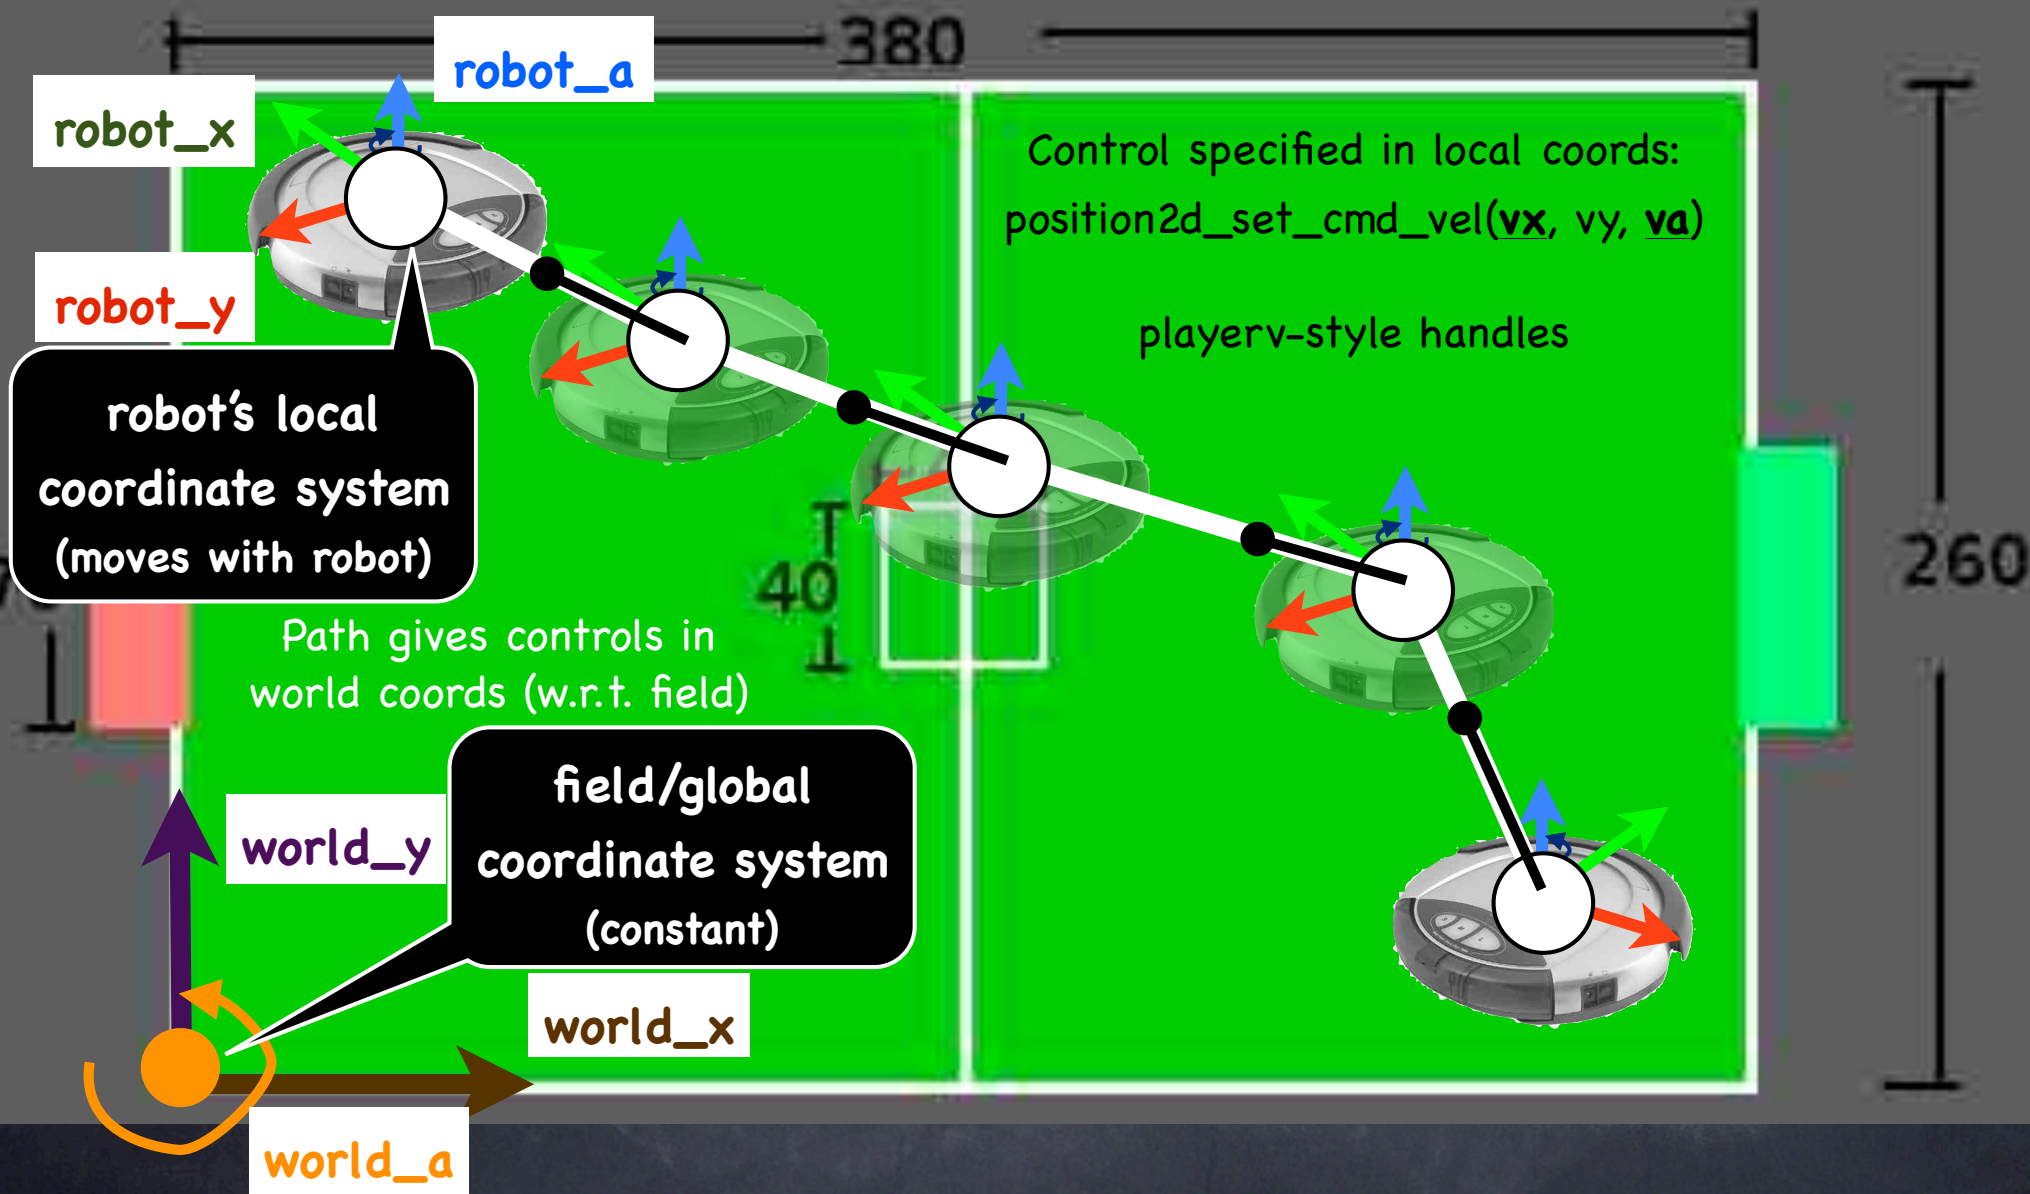 380
robot_a
robot_x
Control specified in local coords:
position2d_set_cmd_vel(vx, vy, va)
robot_y
playerv-style handles
robot's local
coordinate system
(moves with robot)
260
40
Path gives controls in
world coords (w.r.t. field)
field/global
coordinate system
(constant)
world_y
world_x
world_a